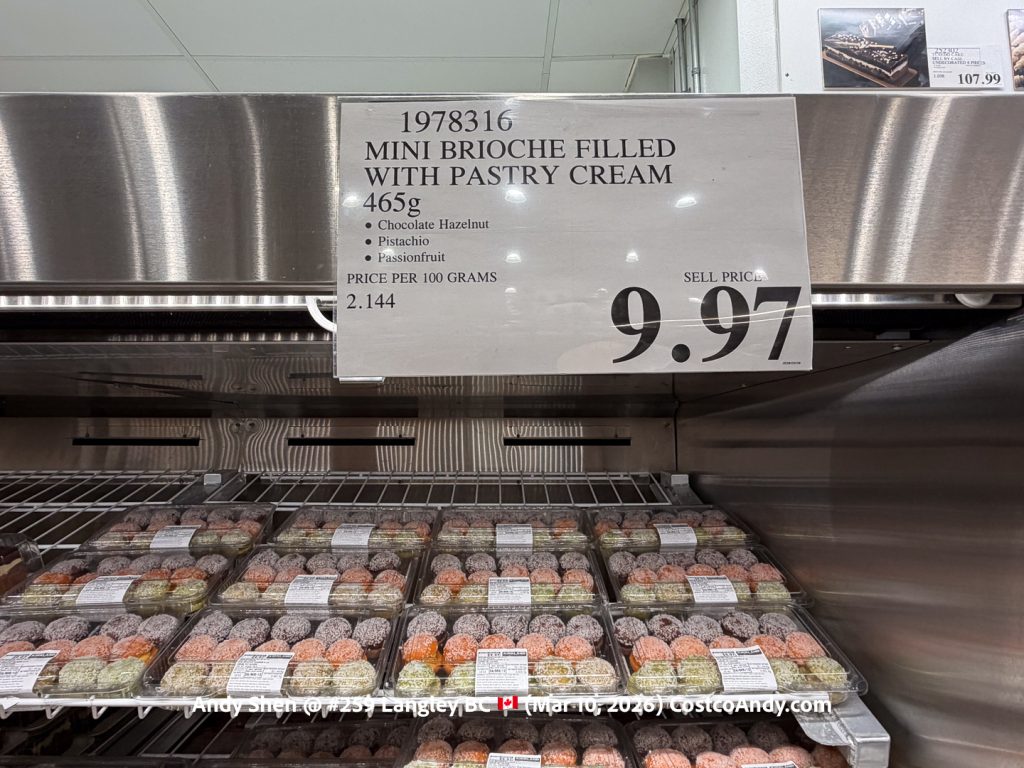 107.99
1978316
MINI BRIOCHE FILLED
WITH PASTRY CREAM
465g
• Chocolate Hazelnut
• Pistachio
• Passionfruit
PRICE PER 100 GRAMS
SELL PRICE
2.144
9.97
Andy Shen @ #259 Langley BC 🇨🇦 (Mar 10, 2026) CostcoAndy.com